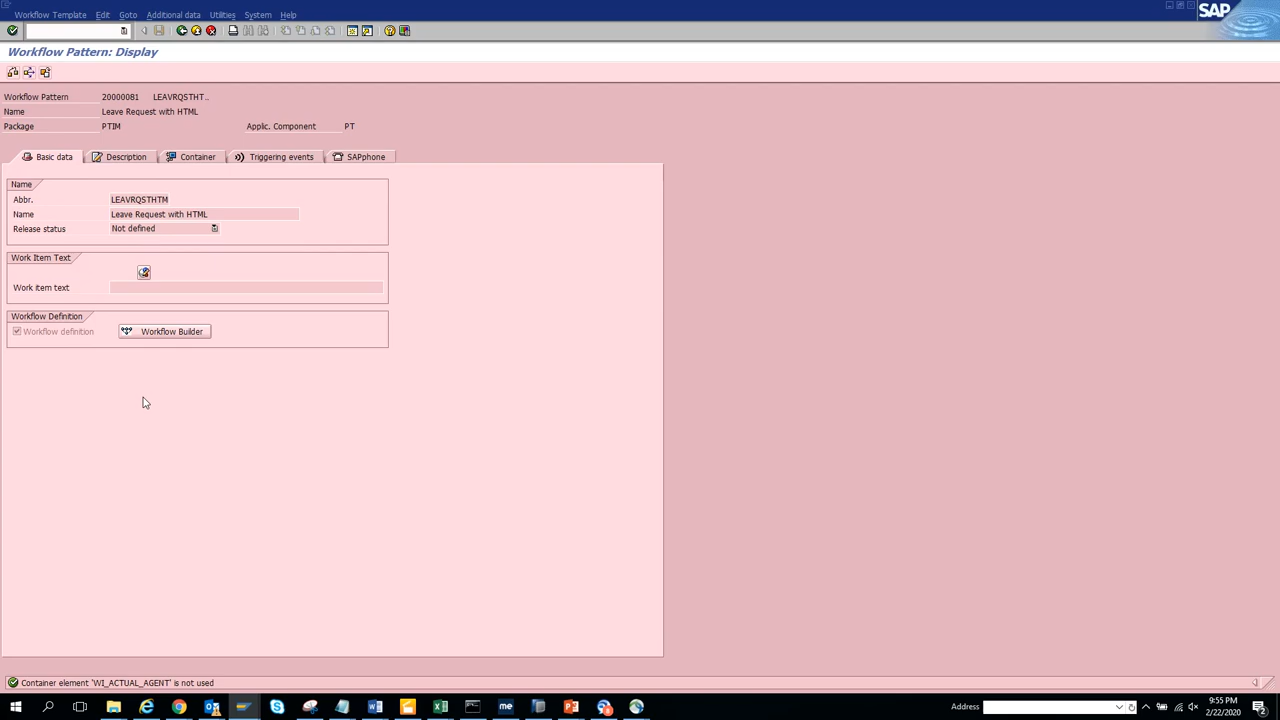 Workflow Template Edit Goto Additional data Utilities System Help
SAP
Workflow Pattern: Display
Workflow Pattern 20000081 LEAVRQSTHT..
Name Leave Request with HTML
Package PTIM Applic. Component PT
Basic data Description Container Triggering events SAPphone
Name
Abbr. LEAVRQSTHTM
Name Leave Request with HTML
Release status Not defined
Work Item Text
Work item text
Workflow Definition
Workflow definition Workflow Builder
Container element 'WI_ACTUAL_AGENT' is not used
Address
9:55 PM
2/22/2020
me
8
2